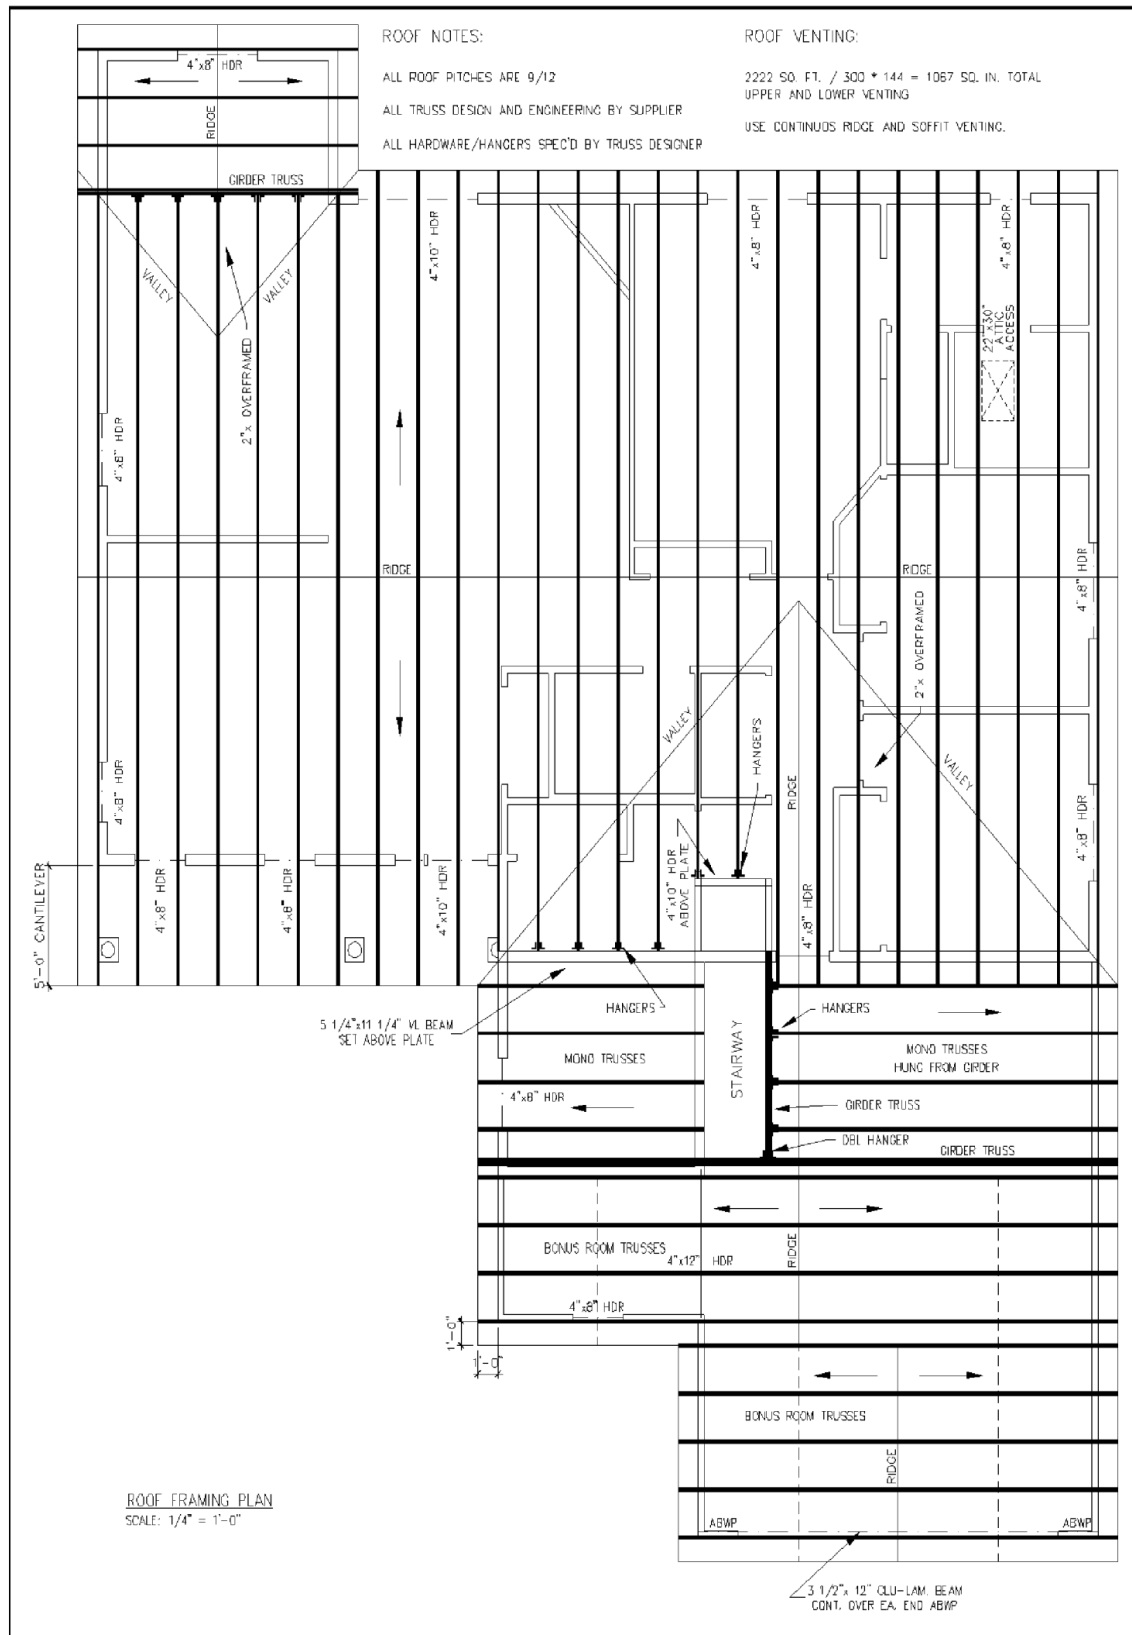 ROOF NOTES:
ALL ROOF PITCHES ARE 9/12
ALL TRUSS DESIGN AND ENGINEERING BY SUPPLIER
ALL HARDWARE/HANGERS SPEC'D BY TRUSS DESIGNER
ROOF VENTING:
2222 SQ. FT. / 300 * 144 = 1067 SQ. IN. TOTAL
UPPER AND LOWER VENTING
USE CONTINUOS RIDGE AND SOFFIT VENTING.
4"x8" HDR
RIDGE
GIRDER TRUSS
VALLEY
VALLEY
2"x OVERFRAMED
4"x10" HDR
4"x8" HDR
4"x8" HDR
22"x30"
ATTIC
ACCESS
4"x8" HDR
RIDGE
RIDGE
4"x8" HDR
2"x OVERFRAMED
VALLEY
HANGERS
RIDGE
VALLEY
4"x8" HDR
4"x8" HDR
5'-0" CANTILEVER
4"x8" HDR
4"x8" HDR
4"x10" HDR
4"x10" HDR
ABOVE PLATE
4"x8" HDR
5 1/4"x11 1/4" VL BEAM
SET ABOVE PLATE
HANGERS
STAIRWAY
HANGERS
MONO TRUSSES
MONO TRUSSES
HUNG FROM GIRDER
4"x8" HDR
GIRDER TRUSS
DBL HANGER
GIRDER TRUSS
BONUS ROOM TRUSSES
4"x12" HDR
RIDGE
4"x8" HDR
1'-0"
1'-0"
BONUS ROOM TRUSSES
RIDGE
ROOF FRAMING PLAN
SCALE: 1/4" = 1'-0"
ABWP
ABWP
3 1/2"x 12" GLU-LAM. BEAM
CONT. OVER EA. END ABWP